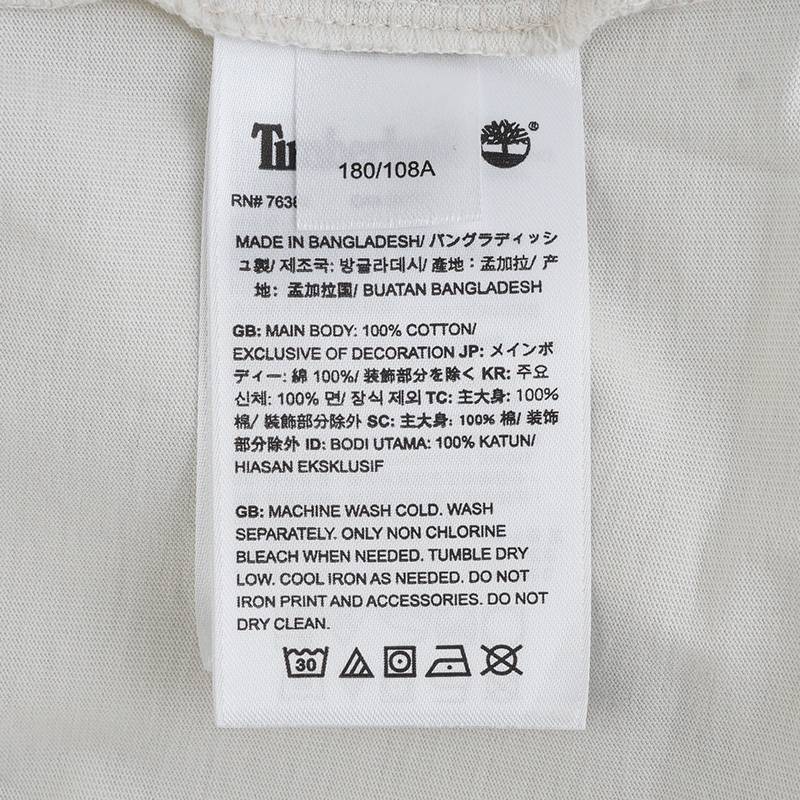 180/108A
RN# 7638
MADE IN BANGLADESH/ バングラディッシ
ュ製/ 제조국: 방글라데시/ 產地：孟加拉/ 产
地：孟加拉国/ BUATAN BANGLADESH
GB: MAIN BODY: 100% COTTON/
EXCLUSIVE OF DECORATION JP: メインボ
ディー: 綿 100%/ 装飾部分を除く KR: 주요
신체: 100% 면/ 장식 제외 TC: 主大身: 100%
棉/ 裝飾部分除外 SC: 主大身: 100% 棉/ 装饰
部分除外 ID: BODI UTAMA: 100% KATUN/
HIASAN EKSKLUSIF
GB: MACHINE WASH COLD. WASH
SEPARATELY. ONLY NON CHLORINE
BLEACH WHEN NEEDED. TUMBLE DRY
LOW. COOL IRON AS NEEDED. DO NOT
IRON PRINT AND ACCESSORIES. DO NOT
DRY CLEAN.
30